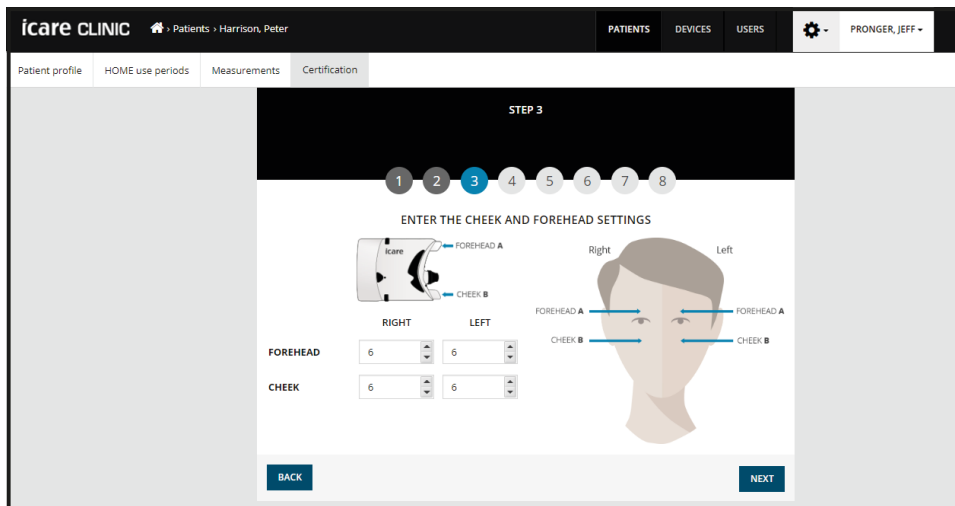 icare CLINIC › Patients › Harrison, Peter PATIENTS DEVICES USERS PRONGER, JEFF
Patient profile HOME use periods Measurements Certification
STEP 3
1 2 3 4 5 6 7 8
ENTER THE CHEEK AND FOREHEAD SETTINGS
icare
FOREHEAD A
CHEEK B
Right Left
FOREHEAD A FOREHEAD A
CHEEK B CHEEK B
RIGHT LEFT
FOREHEAD 6 6
CHEEK 6 6
BACK NEXT